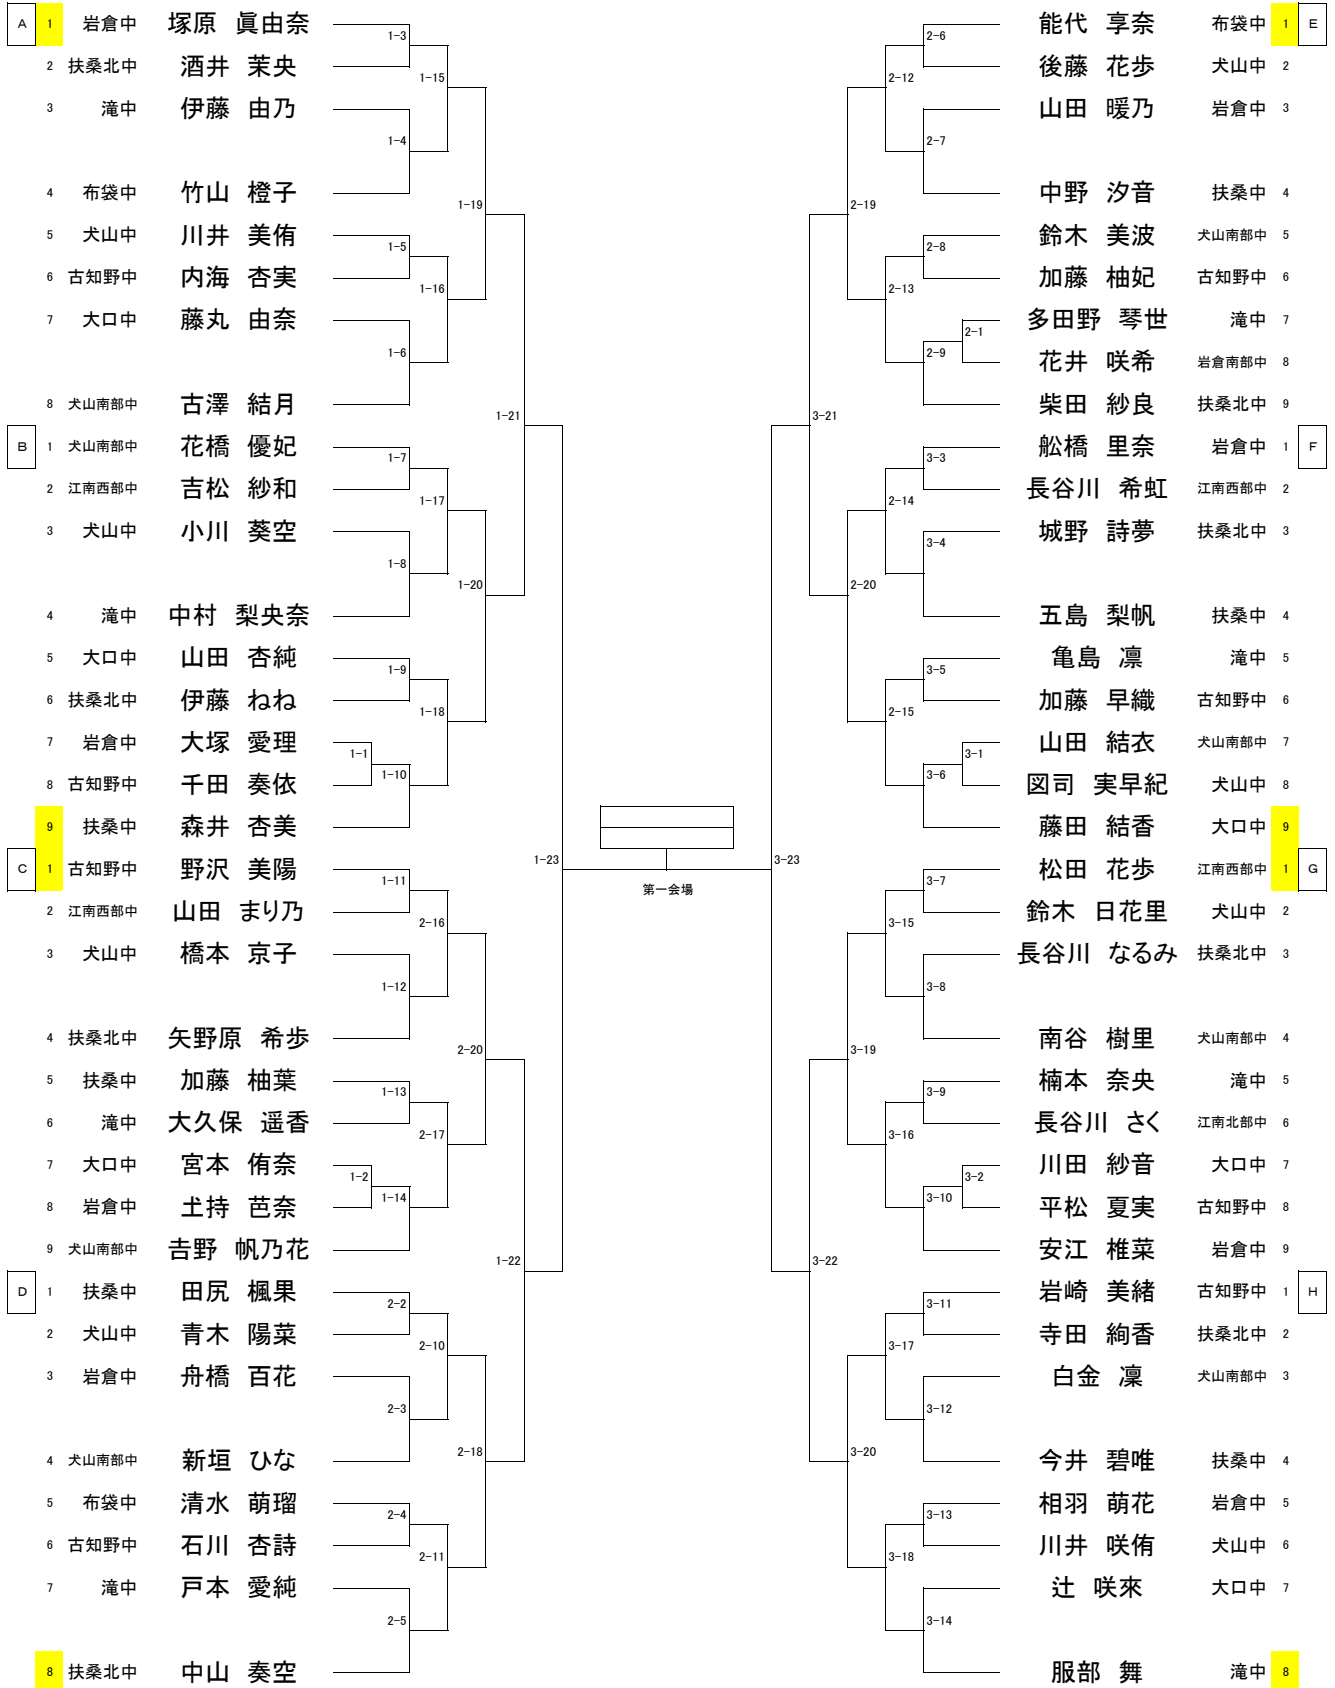 A 1 岩倉中 塚原 眞由奈
1-3
2 扶桑北中 酒井 茉央
1-15
3 滝中 伊藤 由乃
1-4
4 布袋中 竹山 橙子
1-19
5 犬山中 川井 美侑
1-5
6 古知野中 内海 杏実
1-16
7 大口中 藤丸 由奈
1-6
8 犬山南部中 古澤 結月
1-21
B 1 犬山南部中 花橋 優妃
1-7
2 江南西部中 吉松 紗和
1-17
3 犬山中 小川 葵空
1-8
1-20
4 滝中 中村 梨央奈
5 大口中 山田 杏純
1-9
6 扶桑北中 伊藤 ねね
1-18
7 岩倉中 大塚 愛理
1-1
1-10
8 古知野中 千田 奏依
9 扶桑中 森井 杏美
1-23
C 1 古知野中 野沢 美陽
1-11
2 江南西部中 山田 まり乃
2-16
3 犬山中 橋本 京子
1-12
4 扶桑北中 矢野原 希歩
2-20
5 扶桑中 加藤 柚葉
1-13
6 滝中 大久保 遥香
2-17
7 大口中 宮本 侑奈
1-2
1-14
8 岩倉中 土持 芭奈
9 犬山南部中 吉野 帆乃花
1-22
D 1 扶桑中 田尻 楓果
2-2
2 犬山中 青木 陽菜
2-10
3 岩倉中 舟橋 百花
2-3
2-18
4 犬山南部中 新垣 ひな
5 布袋中 清水 萌瑠
2-4
6 古知野中 石川 杏詩
2-11
7 滝中 戸本 愛純
2-5
8 扶桑北中 中山 奏空
第一会場
能代 享奈 布袋中 1 E
2-6
後藤 花歩 犬山中 2
2-12
山田 暖乃 岩倉中 3
2-7
中野 汐音 扶桑中 4
2-19
鈴木 美波 犬山南部中 5
2-8
加藤 柚妃 古知野中 6
2-13
多田野 琴世 滝中 7
2-1
2-9
花井 咲希 岩倉南部中 8
柴田 紗良 扶桑北中 9
3-21
舩橋 里奈 岩倉中 1 F
3-3
長谷川 希虹 江南西部中 2
2-14
城野 詩夢 扶桑北中 3
3-4
2-20
五島 梨帆 扶桑中 4
亀島 凛 滝中 5
3-5
加藤 早織 古知野中 6
2-15
山田 結衣 犬山南部中 7
3-1
3-6
図司 実早紀 犬山中 8
藤田 結香 大口中 9
3-23
松田 花歩 江南西部中 1 G
3-7
鈴木 日花里 犬山中 2
3-15
長谷川 なるみ 扶桑北中 3
3-8
南谷 樹里 犬山南部中 4
3-19
楠本 奈央 滝中 5
3-9
長谷川 さく 江南北部中 6
3-16
川田 紗音 大口中 7
3-2
3-10
平松 夏実 古知野中 8
安江 椎菜 岩倉中 9
3-22
岩崎 美緒 古知野中 1 H
3-11
寺田 絢香 扶桑北中 2
3-17
白金 凜 犬山南部中 3
3-12
3-20
今井 碧唯 扶桑中 4
相羽 萌花 岩倉中 5
3-13
川井 咲侑 犬山中 6
3-18
辻 咲來 大口中 7
3-14
服部 舞 滝中 8